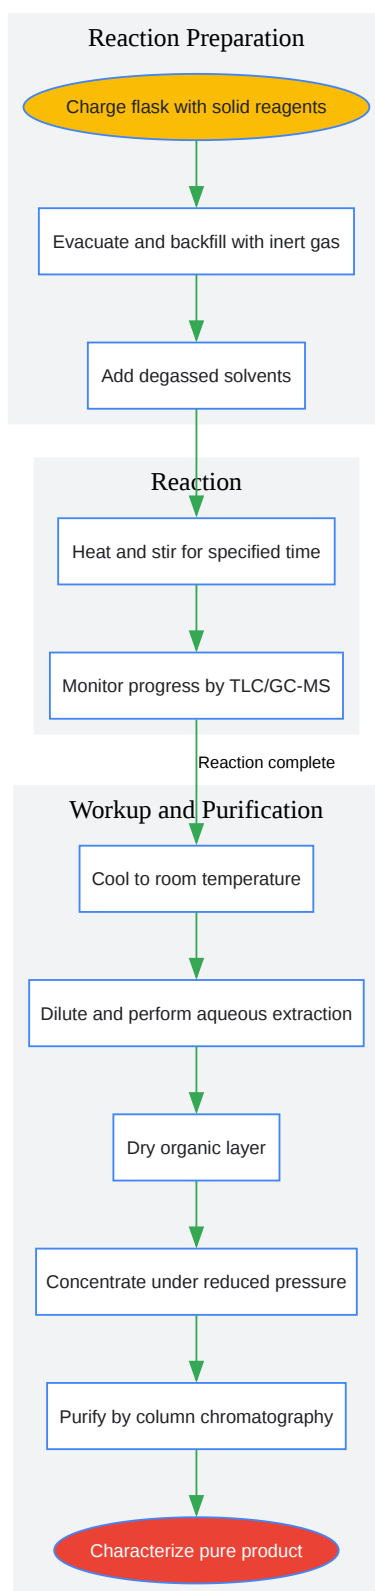 Reaction Preparation
Charge flask with solid reagents
Evacuate and backfill with inert gas
Add degassed solvents
Reaction
Heat and stir for specified time
Monitor progress by TLC/GC-MS
Reaction complete
Workup and Purification
Cool to room temperature
Dilute and perform aqueous extraction
Dry organic layer
Concentrate under reduced pressure
Purify by column chromatography
Characterize pure product